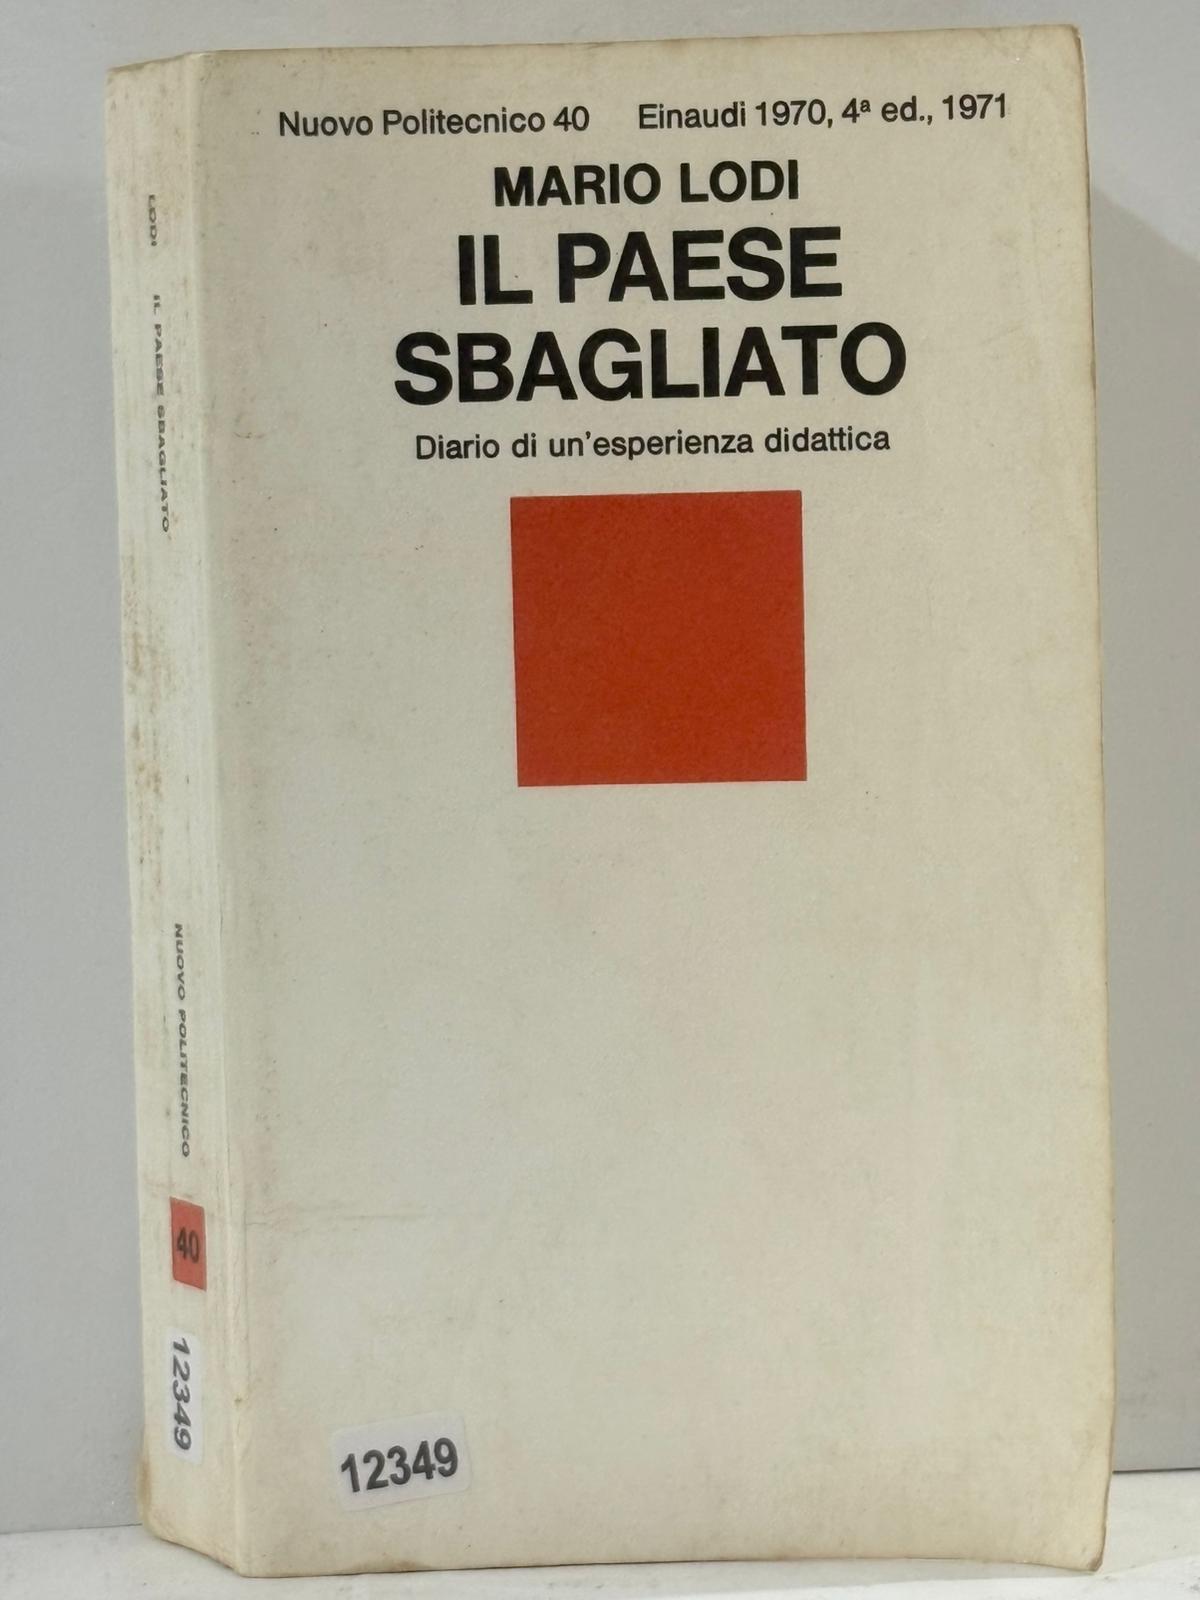 Nuovo Politecnico 40 Einaudi 1970, 4ª ed., 1971
MARIO LODI
IL PAESE
SBAGLIATO
Diario di un'esperienza didattica
12349
LODI IL PAESE SBAGLIATO NUOVO POLITECNICO
40
12349